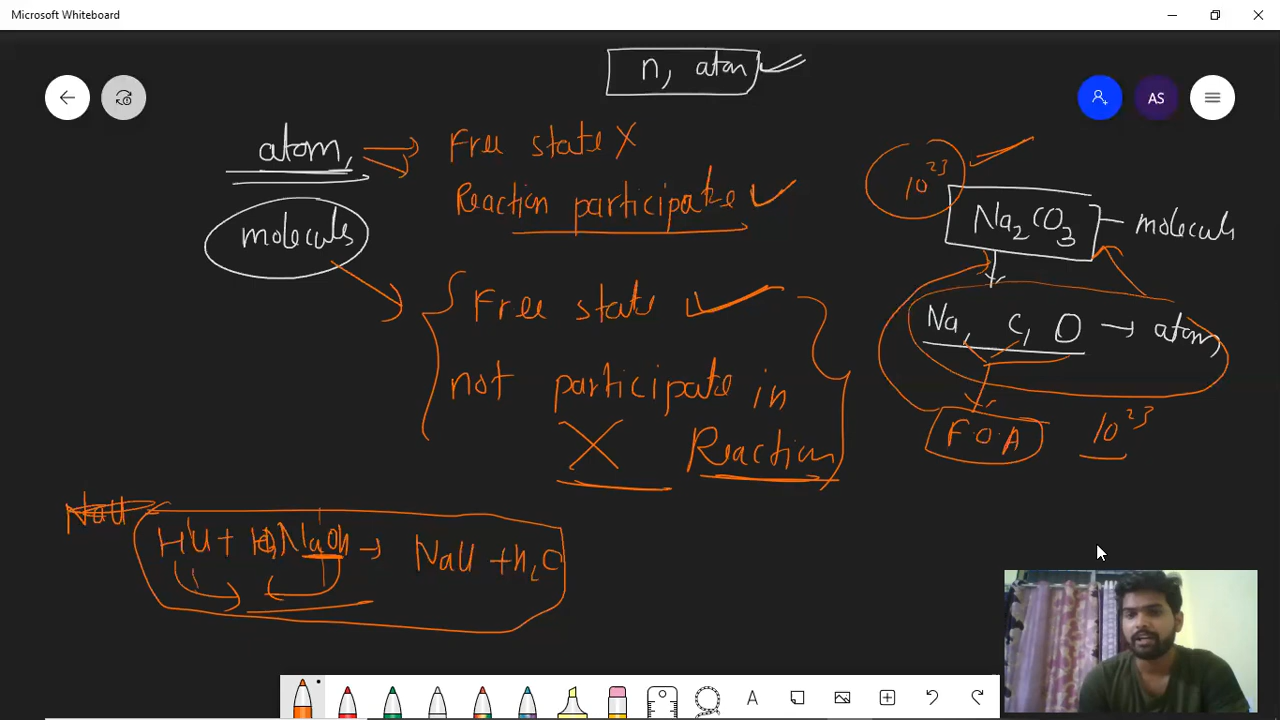 Microsoft Whiteboard
n, atom
AS
atom,
Free state X
Reaction participate
molecule
Free state
not participate in
X Reaction
10²³
Na₂CO₃
molecule
Na, C, O → atom,
F.O.A
10²³
NaCl
HCl + NaOH → NaCl + H₂O
A